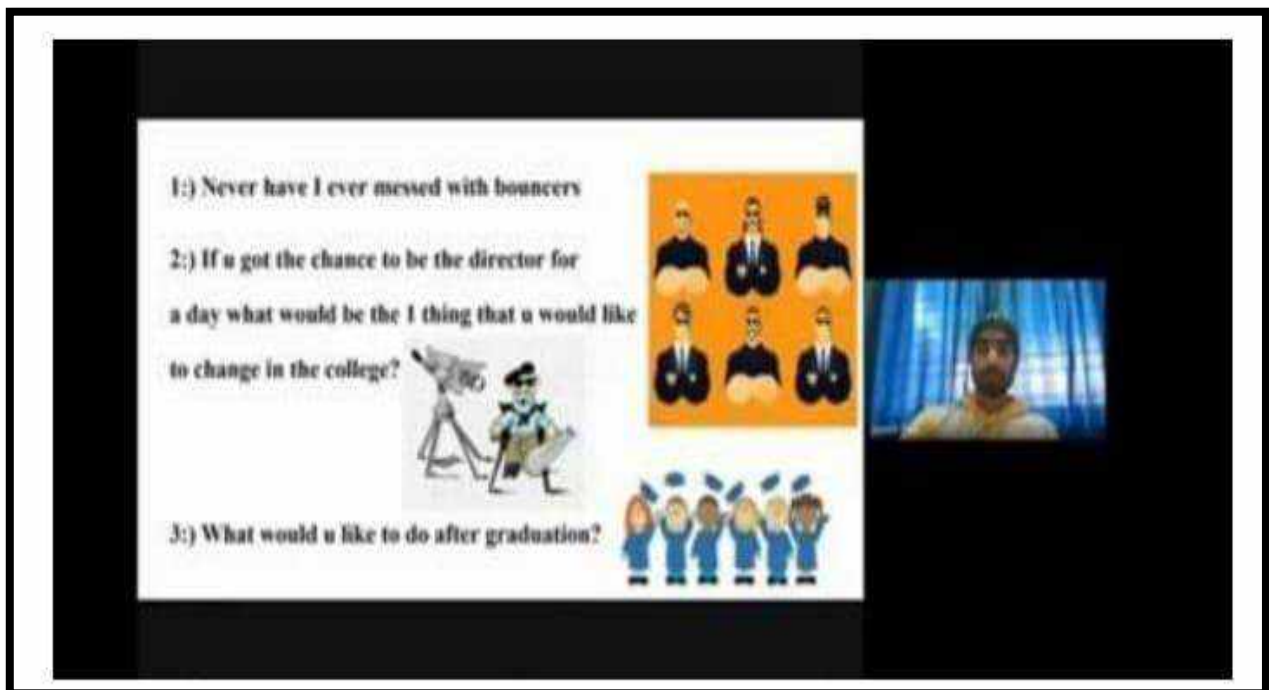 1:) Never have I ever messed with bouncers
2:) If u got the chance to be the director for
a day what would be the 1 thing that u would like
to change in the college?
3:) What would u like to do after graduation?